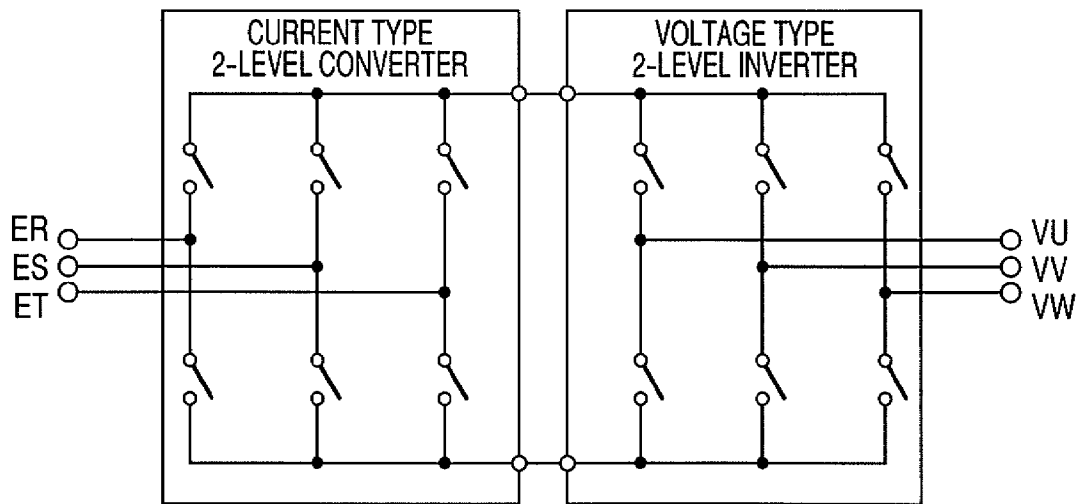 CURRENT TYPE
2-LEVEL CONVERTER
VOLTAGE TYPE
2-LEVEL INVERTER
ER
ES
ET
VU
VV
VW